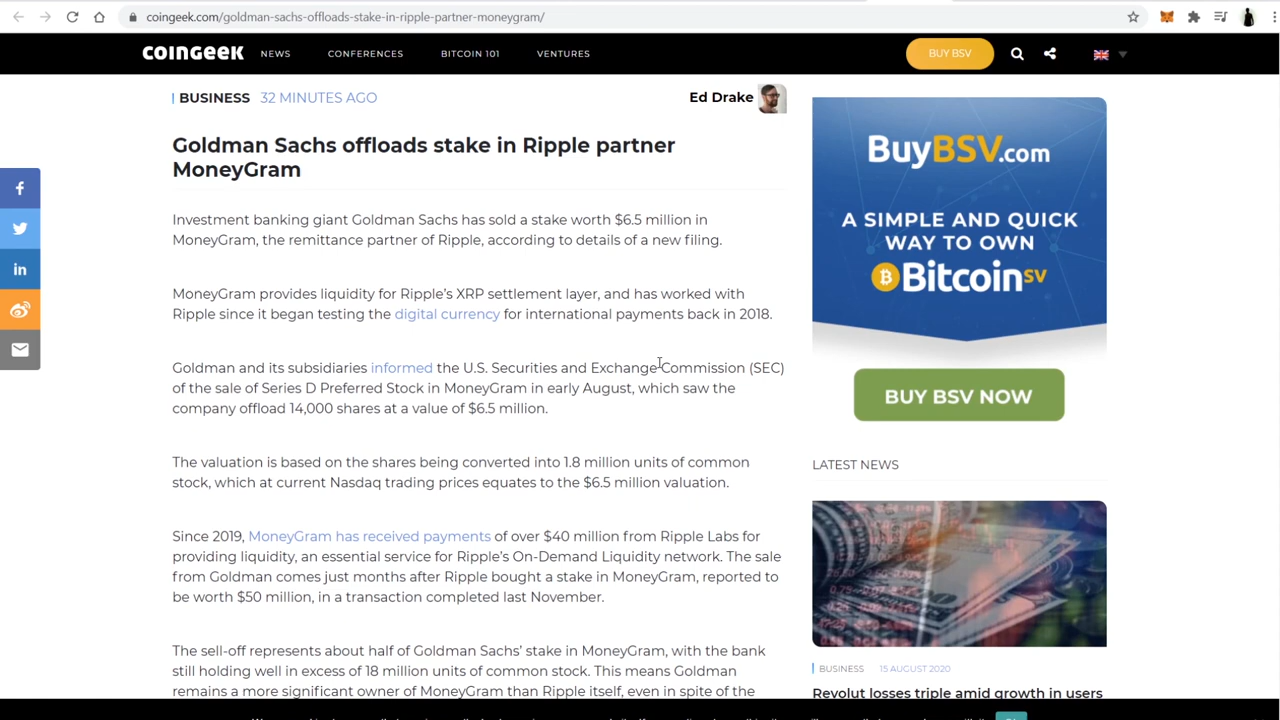 coingeek.com/goldman-sachs-offloads-stake-in-ripple-partner-moneygram/
COINGEEK NEWS CONFERENCES BITCOIN 101 VENTURES BUY BSV
BUSINESS 32 MINUTES AGO Ed Drake
Goldman Sachs offloads stake in Ripple partner
MoneyGram
Investment banking giant Goldman Sachs has sold a stake worth $6.5 million in
MoneyGram, the remittance partner of Ripple, according to details of a new filing.
MoneyGram provides liquidity for Ripple's XRP settlement layer, and has worked with
Ripple since it began testing the digital currency for international payments back in 2018.
Goldman and its subsidiaries informed the U.S. Securities and Exchange Commission (SEC)
of the sale of Series D Preferred Stock in MoneyGram in early August, which saw the
company offload 14,000 shares at a value of $6.5 million.
The valuation is based on the shares being converted into 1.8 million units of common
stock, which at current Nasdaq trading prices equates to the $6.5 million valuation.
Since 2019, MoneyGram has received payments of over $40 million from Ripple Labs for
providing liquidity, an essential service for Ripple's On-Demand Liquidity network. The sale
from Goldman comes just months after Ripple bought a stake in MoneyGram, reported to
be worth $50 million, in a transaction completed last November.
The sell-off represents about half of Goldman Sachs' stake in MoneyGram, with the bank
still holding well in excess of 18 million units of common stock. This means Goldman
remains a more significant owner of MoneyGram than Ripple itself, even in spite of the
BuyBSV.com
A SIMPLE AND QUICK
WAY TO OWN
BitcoinSV
BUY BSV NOW
LATEST NEWS
BUSINESS 15 AUGUST 2020
Revolut losses triple amid growth in users